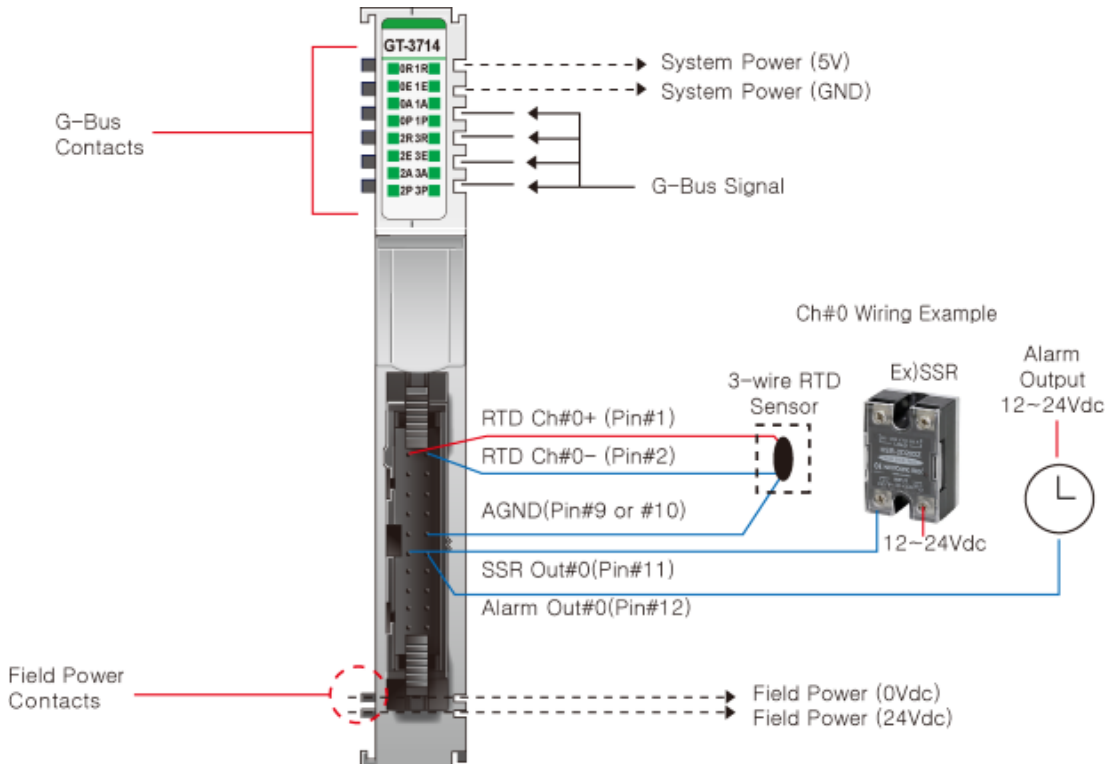 GT-3714
0R 1R
0E 1E
0A 1A
0P 1P
2R 3R
2E 3E
2A 3A
2P 3P
System Power (5V)
System Power (GND)
G-Bus
Contacts
G-Bus Signal
Ch#0 Wiring Example
3-wire RTD
Sensor
Ex)SSR
Alarm
Output
12~24Vdc
RTD Ch#0+ (Pin#1)
RTD Ch#0- (Pin#2)
AGND(Pin#9 or #10)
12~24Vdc
SSR Out#0(Pin#11)
Alarm Out#0(Pin#12)
Field Power
Contacts
Field Power (0Vdc)
Field Power (24Vdc)